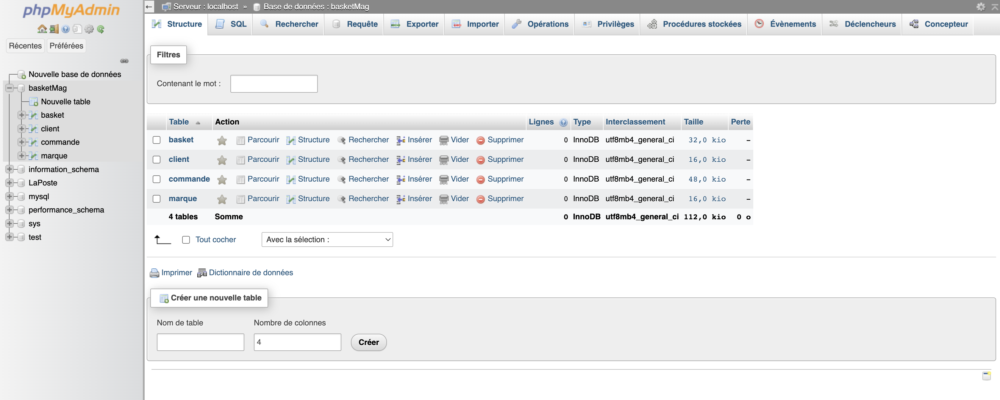 phpMyAdmin
Récentes Préférées
Nouvelle base de données
basketMag
Nouvelle table
basket
client
commande
marque
information_schema
LaPoste
mysql
performance_schema
sys
test
Serveur : localhost » Base de données : basketMag
Structure SQL Rechercher Requête Exporter Importer Opérations Privilèges Procédures stockées Évènements Déclencheurs Concepteur
Filtres
Contenant le mot :
Table Action Lignes Type Interclassement Taille Perte
basket Parcourir Structure Rechercher Insérer Vider Supprimer 0 InnoDB utf8mb4_general_ci 32,0 kio –
client Parcourir Structure Rechercher Insérer Vider Supprimer 0 InnoDB utf8mb4_general_ci 16,0 kio –
commande Parcourir Structure Rechercher Insérer Vider Supprimer 0 InnoDB utf8mb4_general_ci 48,0 kio –
marque Parcourir Structure Rechercher Insérer Vider Supprimer 0 InnoDB utf8mb4_general_ci 16,0 kio –
4 tables Somme 0 InnoDB utf8mb4_general_ci 112,0 kio 0 o
Tout cocher Avec la sélection :
Imprimer Dictionnaire de données
Créer une nouvelle table
Nom de table Nombre de colonnes
4 Créer